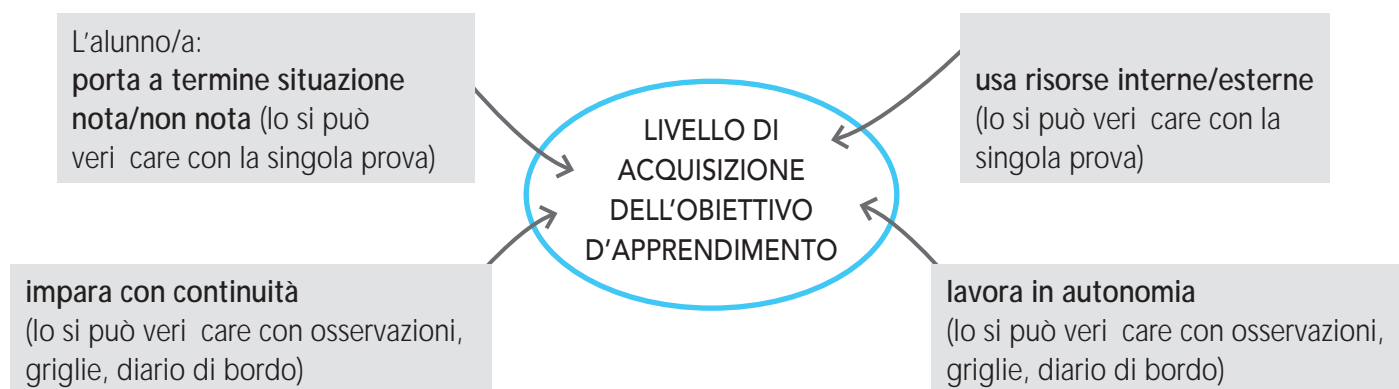 L'alunno/a:
porta a termine situazione
nota/non nota (lo si può
veri care con la singola prova)
usa risorse interne/esterne
(lo si può veri care con la
singola prova)
LIVELLO DI
ACQUISIZIONE
DELL'OBIETTIVO
D'APPRENDIMENTO
impara con continuità
(lo si può veri care con osservazioni,
griglie, diario di bordo)
lavora in autonomia
(lo si può veri care con osservazioni,
griglie, diario di bordo)